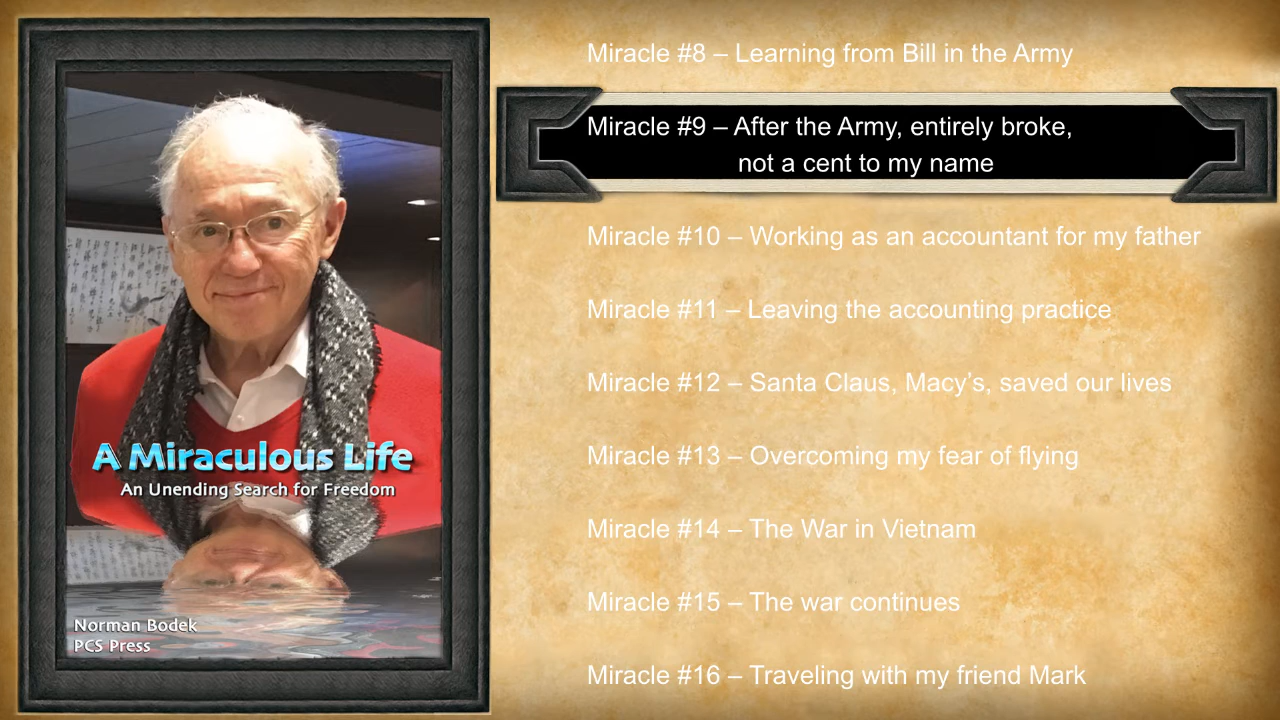 A Miraculous Life
An Unending Search for Freedom
Norman Bodek
PCS Press
Miracle #8 – Learning from Bill in the Army
Miracle #9 – After the Army, entirely broke,
not a cent to my name
Miracle #10 – Working as an accountant for my father
Miracle #11 – Leaving the accounting practice
Miracle #12 – Santa Claus, Macy’s, saved our lives
Miracle #13 – Overcoming my fear of flying
Miracle #14 – The War in Vietnam
Miracle #15 – The war continues
Miracle #16 – Traveling with my friend Mark